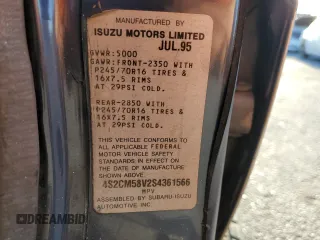 MANUFACTURED BY
ISUZU MOTORS LIMITED
JUL.95
GVWR:5000
GAWR:FRONT-2350 WITH
P245/70R16 TIRES &
16X7.5 RIMS
AT 29PSI COLD.
REAR-2850 WITH
P245/70R16 TIRES &
16X7.5 RIMS
AT 29PSI COLD.
THIS VEHICLE CONFORMS TO
ALL APPLICABLE FEDERAL
MOTOR VEHICLE SAFETY
STANDARDS IN EFFECT ON
DATE OF MANUFACTURE
SHOWN ABOVE.
4S2CM58V2S4361566
MPV
ASSEMBLED BY SUBARU-ISUZU
AUTOMOTIVE INC.